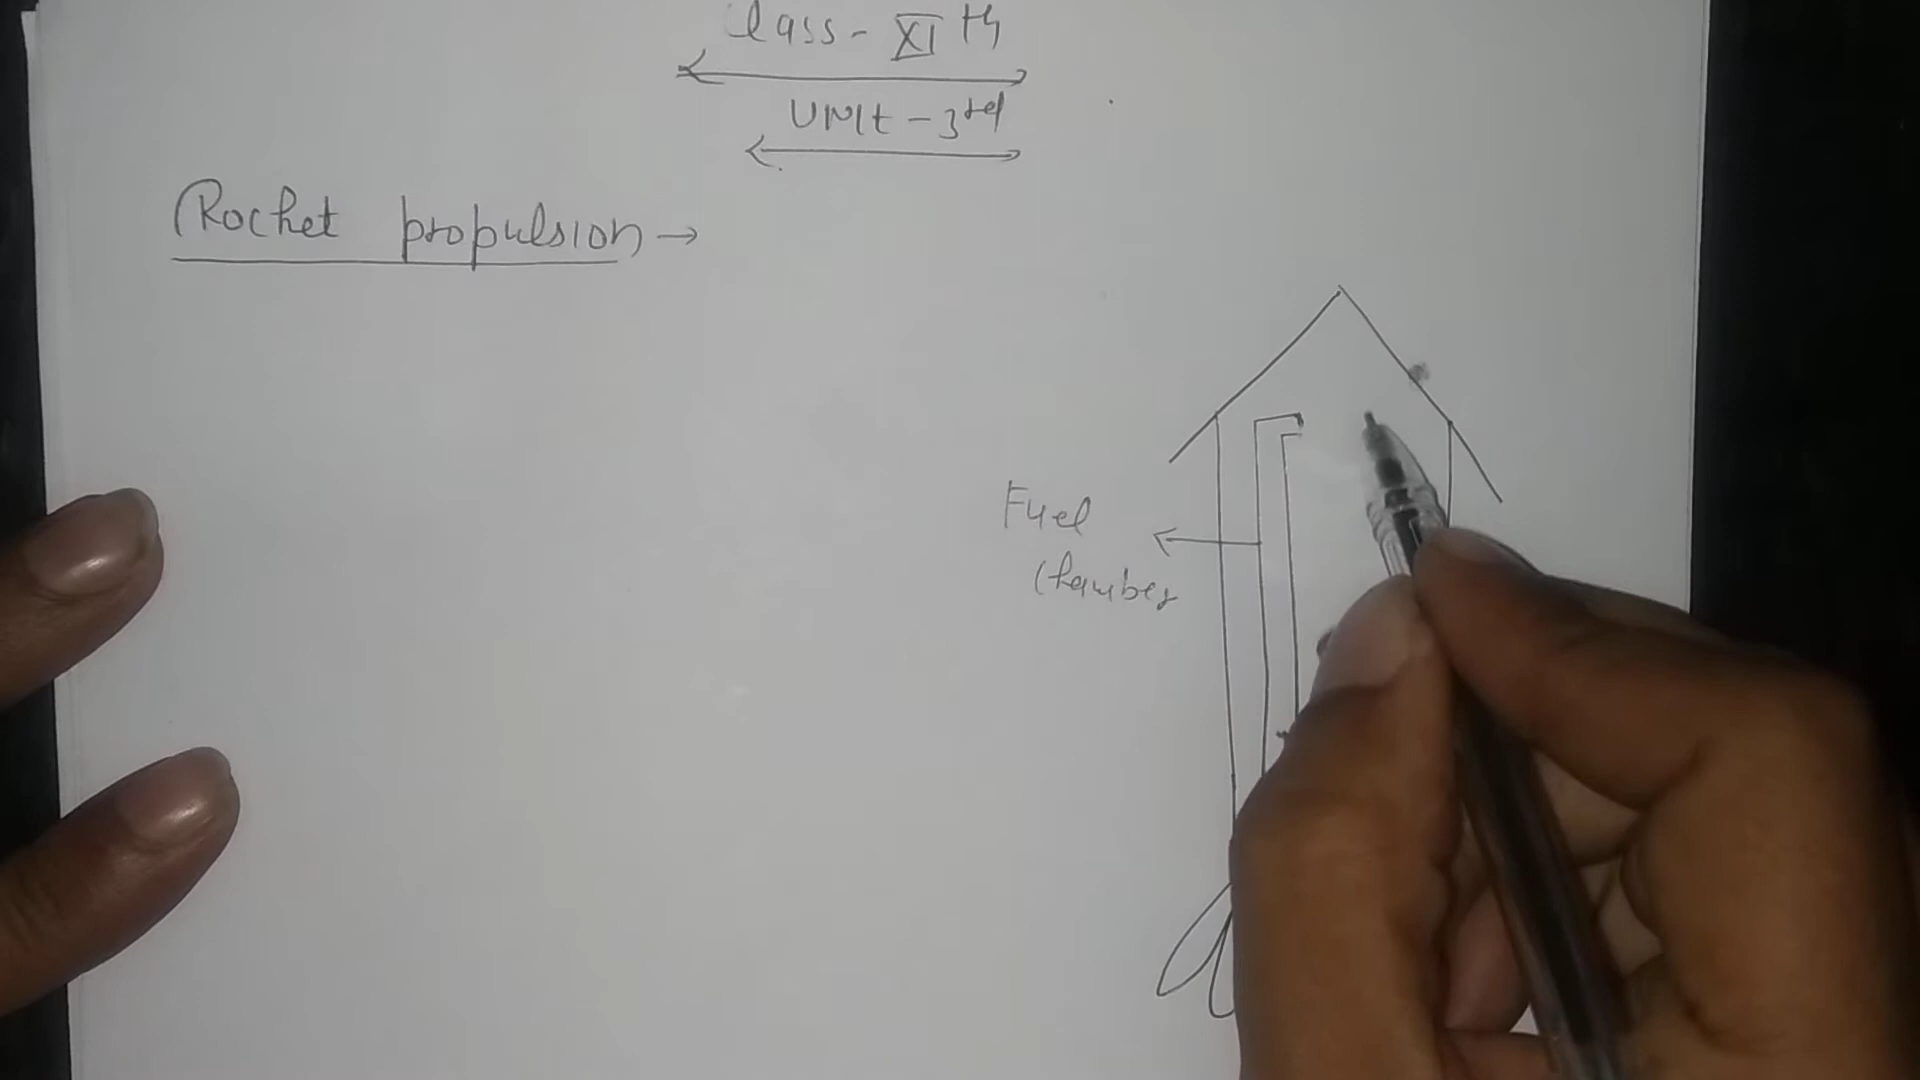 Class - XI th
UNIt - 3rd
Rocket propulsion →
Fuel
Chamber